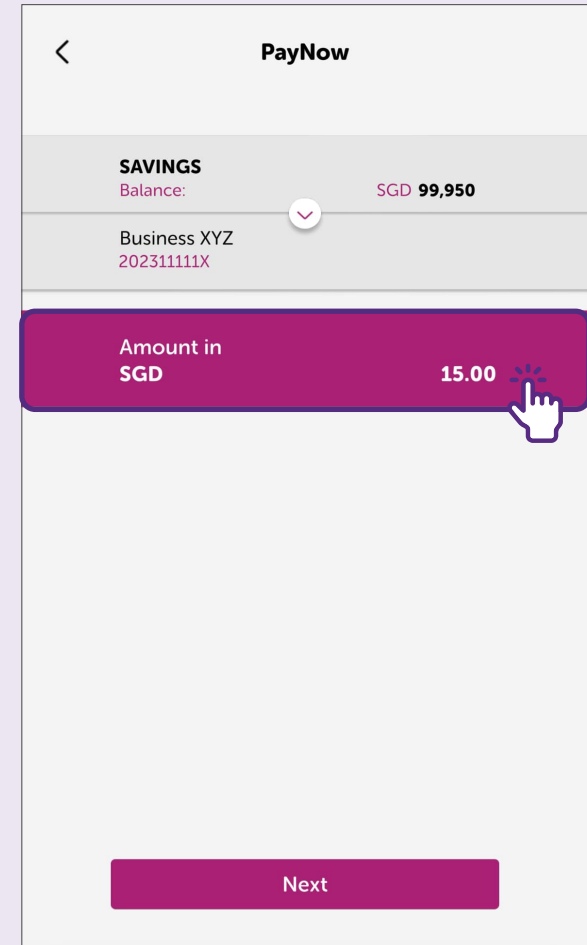 PayNow
SAVINGS
Balance: SGD 99,950
Business XYZ
202311111X
Amount in
SGD 15.00
Next